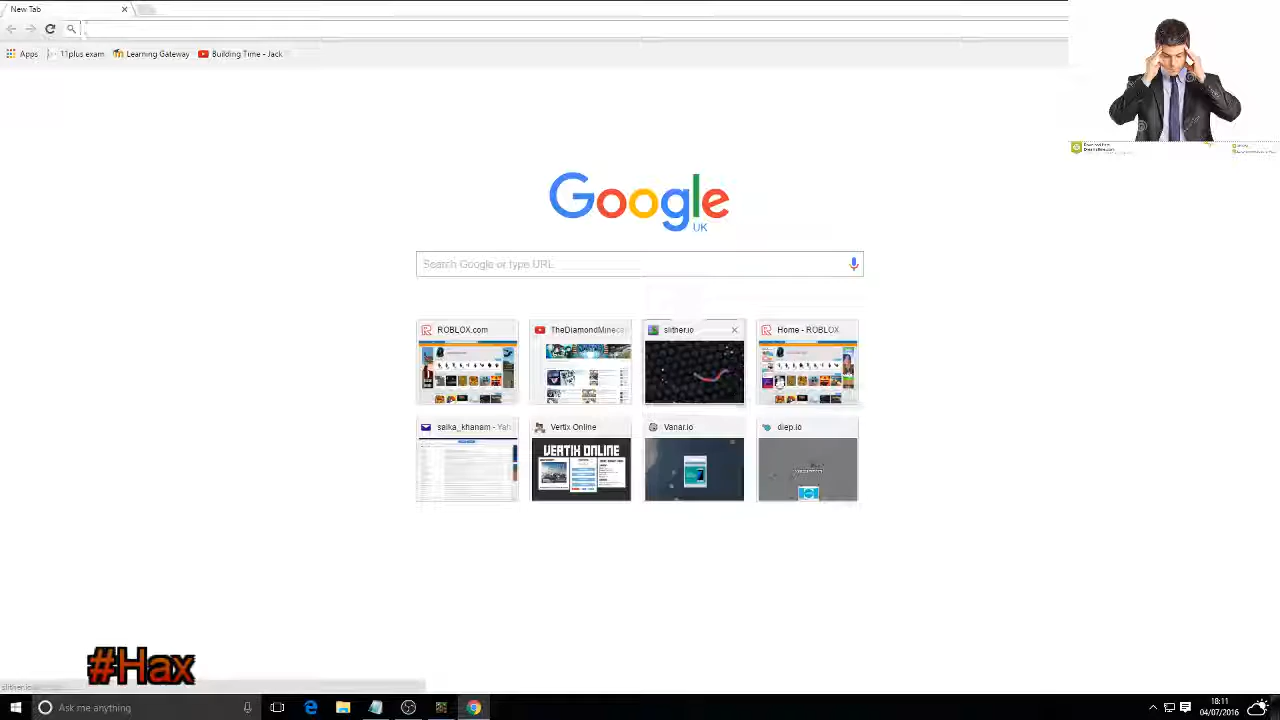 New Tab
Apps
11plus exam
Learning Gateway
Building Time - Jack
Google
UK
Search Google or type URL
ROBLOX.com
TheDiamondMinec
slither.io
Home - ROBLOX
saika_khanam - Yah
Vertix Online
Vanar.io
diep.io
VERTIX ONLINE
#Hax
slither.io
Ask me anything
18:11
04/07/2016